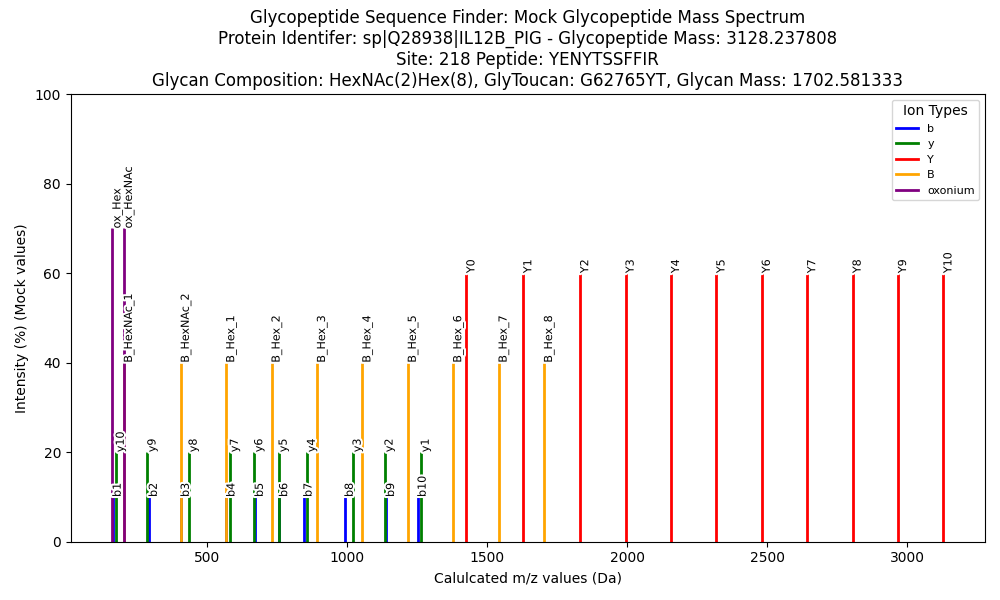 Glycopeptide Sequence Finder: Mock Glycopeptide Mass Spectrum
Protein Identifer: sp|Q28938|IL12B_PIG - Glycopeptide Mass: 3128.237808
Site: 218 Peptide: YENYTSSFFIR
Glycan Composition: HexNAc(2)Hex(8), GlyToucan: G62765YT, Glycan Mass: 1702.581333
Intensity (%) (Mock values)
100
80
60
40
20
0
Ion Types
b
y
Y
B
oxonium
ox_Hex
ox_HexNAc
Y0
Y1
Y2
Y3
Y4
Y5
Y6
Y7
Y8
Y9
Y10
B_HexNAc_1
B_HexNAc_2
B_Hex_1
B_Hex_2
B_Hex_3
B_Hex_4
B_Hex_5
B_Hex_6
B_Hex_7
B_Hex_8
y10
y9
y8
y7
y6
y5
y4
y3
y2
y1
b1
b2
b3
b4
b5
b6
b7
b8
b9
b10
500
1000
1500
2000
2500
3000
Calulcated m/z values (Da)